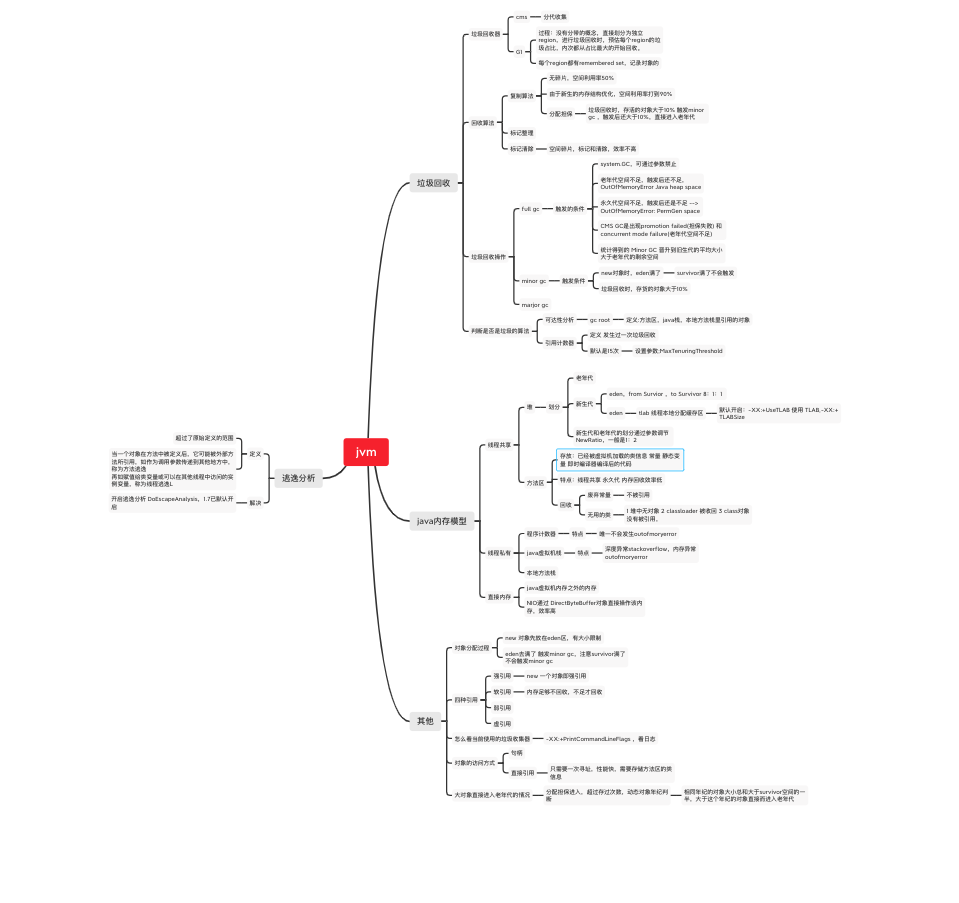 jvm
垃圾回收
垃圾回收器
cms
分代收集
G1
过程：没有分带的概念，直接划分为独立
region，进行垃圾回收时，预估每个region的垃
圾占比，内次都从占比最大的开始回收。
每个region都有remembered set，记录对象的
回收算法
复制算法
无碎片，空间利用率50%
由于新生的内存结构优化，空间利用率打到90%
分配担保
垃圾回收时，存活的对象大于10% 触发minor
gc ，触发后还大于10%，直接进入老年代
标记整理
标记清除
空间碎片，标记和清除，效率不高
垃圾回收操作
full gc
触发的条件
system.GC，可通过参数禁止
老年代空间不足，触发后还不足，
OutOfMemoryError Java heap space
永久代空间不足，触发后还是不足 -->
OutOfMemoryError: PermGen space
CMS GC是出现promotion failed(担保失败) 和
concurrent mode failure(老年代空间不足)
统计得到的 Minor GC 晋升到旧生代的平均大小
大于老年代的剩余空间
minor gc
触发条件
new对象时，eden满了
survivor满了不会触发
垃圾回收时，存货的对象大于10%
marjor gc
判断是否是垃圾的算法
可达性分析
gc root
定义:方法区，java栈，本地方法栈里引用的对象
引用计数器
定义 发生过一次垃圾回收
默认是15次
设置参数:MaxTenuringThreshold
java内存模型
线程共享
堆
划分
老年代
新生代
eden，from Survior ，to Survivor 8：1：1
eden
tlab 线程本地分配缓存区
默认开启：-XX:+UseTLAB 使用 TLAB,-XX:+
TLABSize
新生代和老年代的划分通过参数调节
NewRatio，一般是1：2
方法区
存放：已经被虚拟机加载的类信息 常量 静态变
量 即时编译器编译后的代码
特点：线程共享 永久代 内存回收效率低
回收
废弃常量
不被引用
无用的类
1 堆中无对象 2 classloader 被收回 3 class对象
没有被引用。
线程私有
程序计数器
特点
唯一不会发生outofmoryerror
java虚拟机栈
特点
深度异常stackoverflow，内存异常
outofmoryerror
本地方法栈
直接内存
java虚拟机内存之外的内存
NIO通过 DirectByteBuffer对象直接操作该内
存，效率高
其他
对象分配过程
new 对象先放在eden区，有大小限制
eden去满了 触发minor gc，注意survivor满了
不会触发minor gc
四种引用
强引用
new 一个对象即强引用
软引用
内存足够不回收，不足才回收
弱引用
虚引用
怎么看当前使用的垃圾收集器
-XX:+PrintCommandLineFlags ，看日志
对象的访问方式
句柄
直接引用
只需要一次寻址，性能快，需要存储方法区的类
信息
大对象直接进入老年代的情况
分配担保进入，超过存过次数，动态对象年纪判
断
相同年纪的对象大小总和大于survivor空间的一
半，大于这个年纪的对象直接而进入老年代
逃逸分析
定义
超过了原始定义的范围
当一个对象在方法中被定义后，它可能被外部方
法所引用，如作为调用参数传递到其他地方中，
称为方法逃逸
再如赋值给类变量或可以在其他线程中访问的实
例变量，称为线程逃逸L
解决
开启逃逸分析 DoEscapeAnalysis，1.7已默认开
启